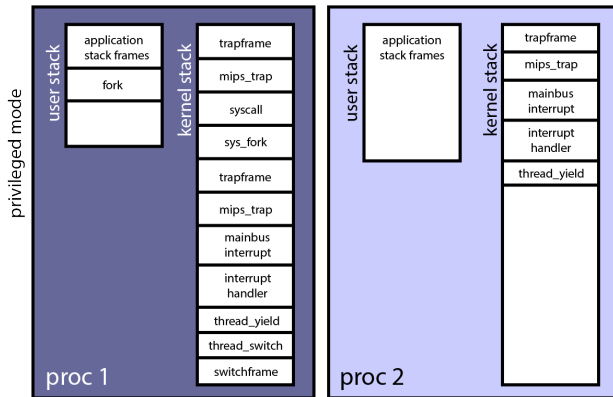 privileged mode
user stack
application
stack frames
fork
kernel stack
trapframe
mips_trap
syscall
sys_fork
trapframe
mips_trap
mainbus
interrupt
interrupt
handler
thread_yield
thread_switch
switchframe
proc 1
user stack
application
stack frames
kernel stack
trapframe
mips_trap
mainbus
interrupt
interrupt
handler
thread_yield
proc 2